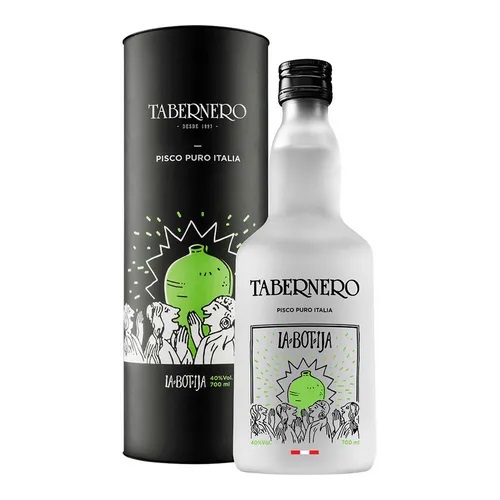 TABERNERO
- DESDE 1897 -
PISCO PURO ITALIA
LA BOTIJA
40%Vol.
700 ml
TABERNERO
PISCO PURO ITALIA
LA BOTIJA
40%Vol.
700 ml